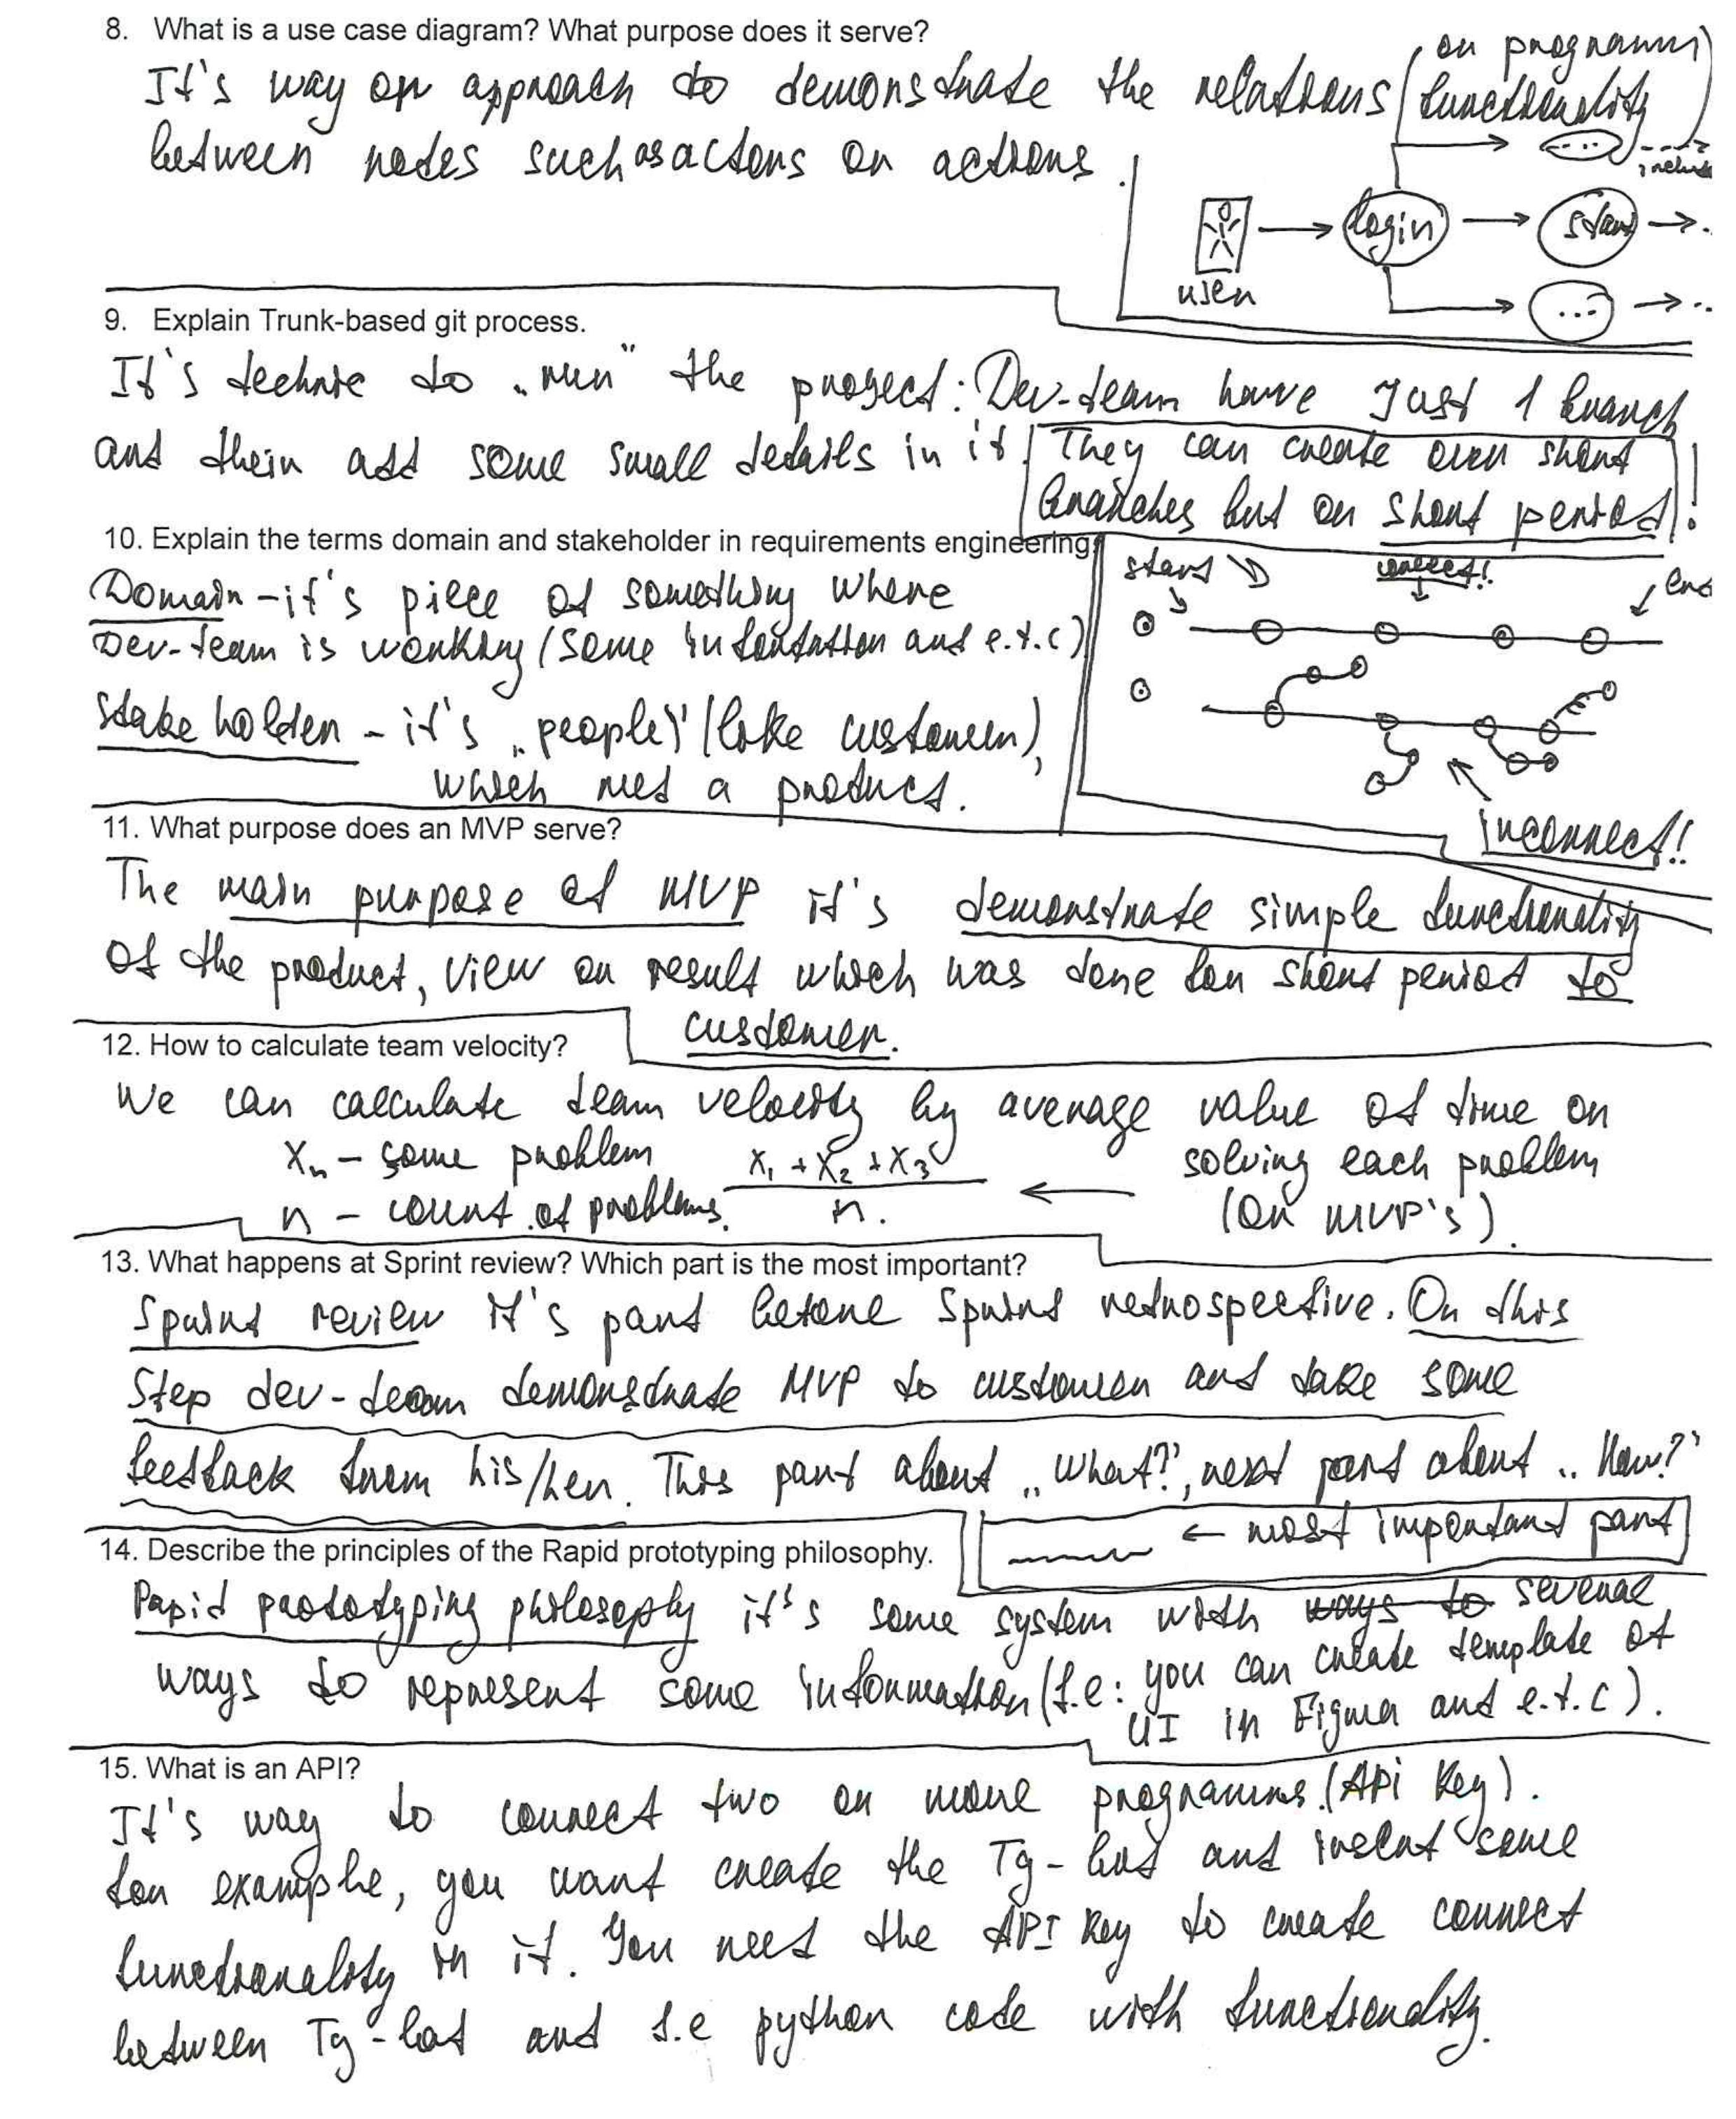 8. What is a use case diagram? What purpose does it serve?
It's way or approach to demonstrate the relations (or programm functionality)
between nodes such as actors or actions.
include
login
start
...
user
9. Explain Trunk-based git process.
It's technic to „run" the project: Dev-team have just 1 branch
and their add some small details in it. They can create over short
branches but on short period!
10. Explain the terms domain and stakeholder in requirements engineering.
Domain - it's piece of something where
Dev-team is working (some and e.t.c)
stake holder - it's „people" (like customer),
which need a product.
start
correct!
end
incorrect!!
11. What purpose does an MVP serve?
The main purpose of MVP it's demonstrate simple functionality
of the product, view or result which was done for short period to
customer.
12. How to calculate team velocity?
We can calculate team velocity by average value of time on
solving each problem
(On MVP's).
Xn - some problem
n - count of problems.
X1 + X2 + X3
n.
13. What happens at Sprint review? Which part is the most important?
Sprint review it's part before Sprint retrospective. On this
Step dev-team demonstrate MVP to customer and take some
feedback from his/her. This part about „what?", next part about „How?"
← most important part
14. Describe the principles of the Rapid prototyping philosophy.
Rapid prototyping philosophy it's some system with ways to several
ways to represent some information (f.e: you can create template of
UI in Figma and e.t.c).
15. What is an API?
It's way to connect two or more programms. (Api key).
for example, you want create the Tg-bot and insert some
functionality in it. You need the API key to create connect
between Tg-bot and f.e python code with functionality.